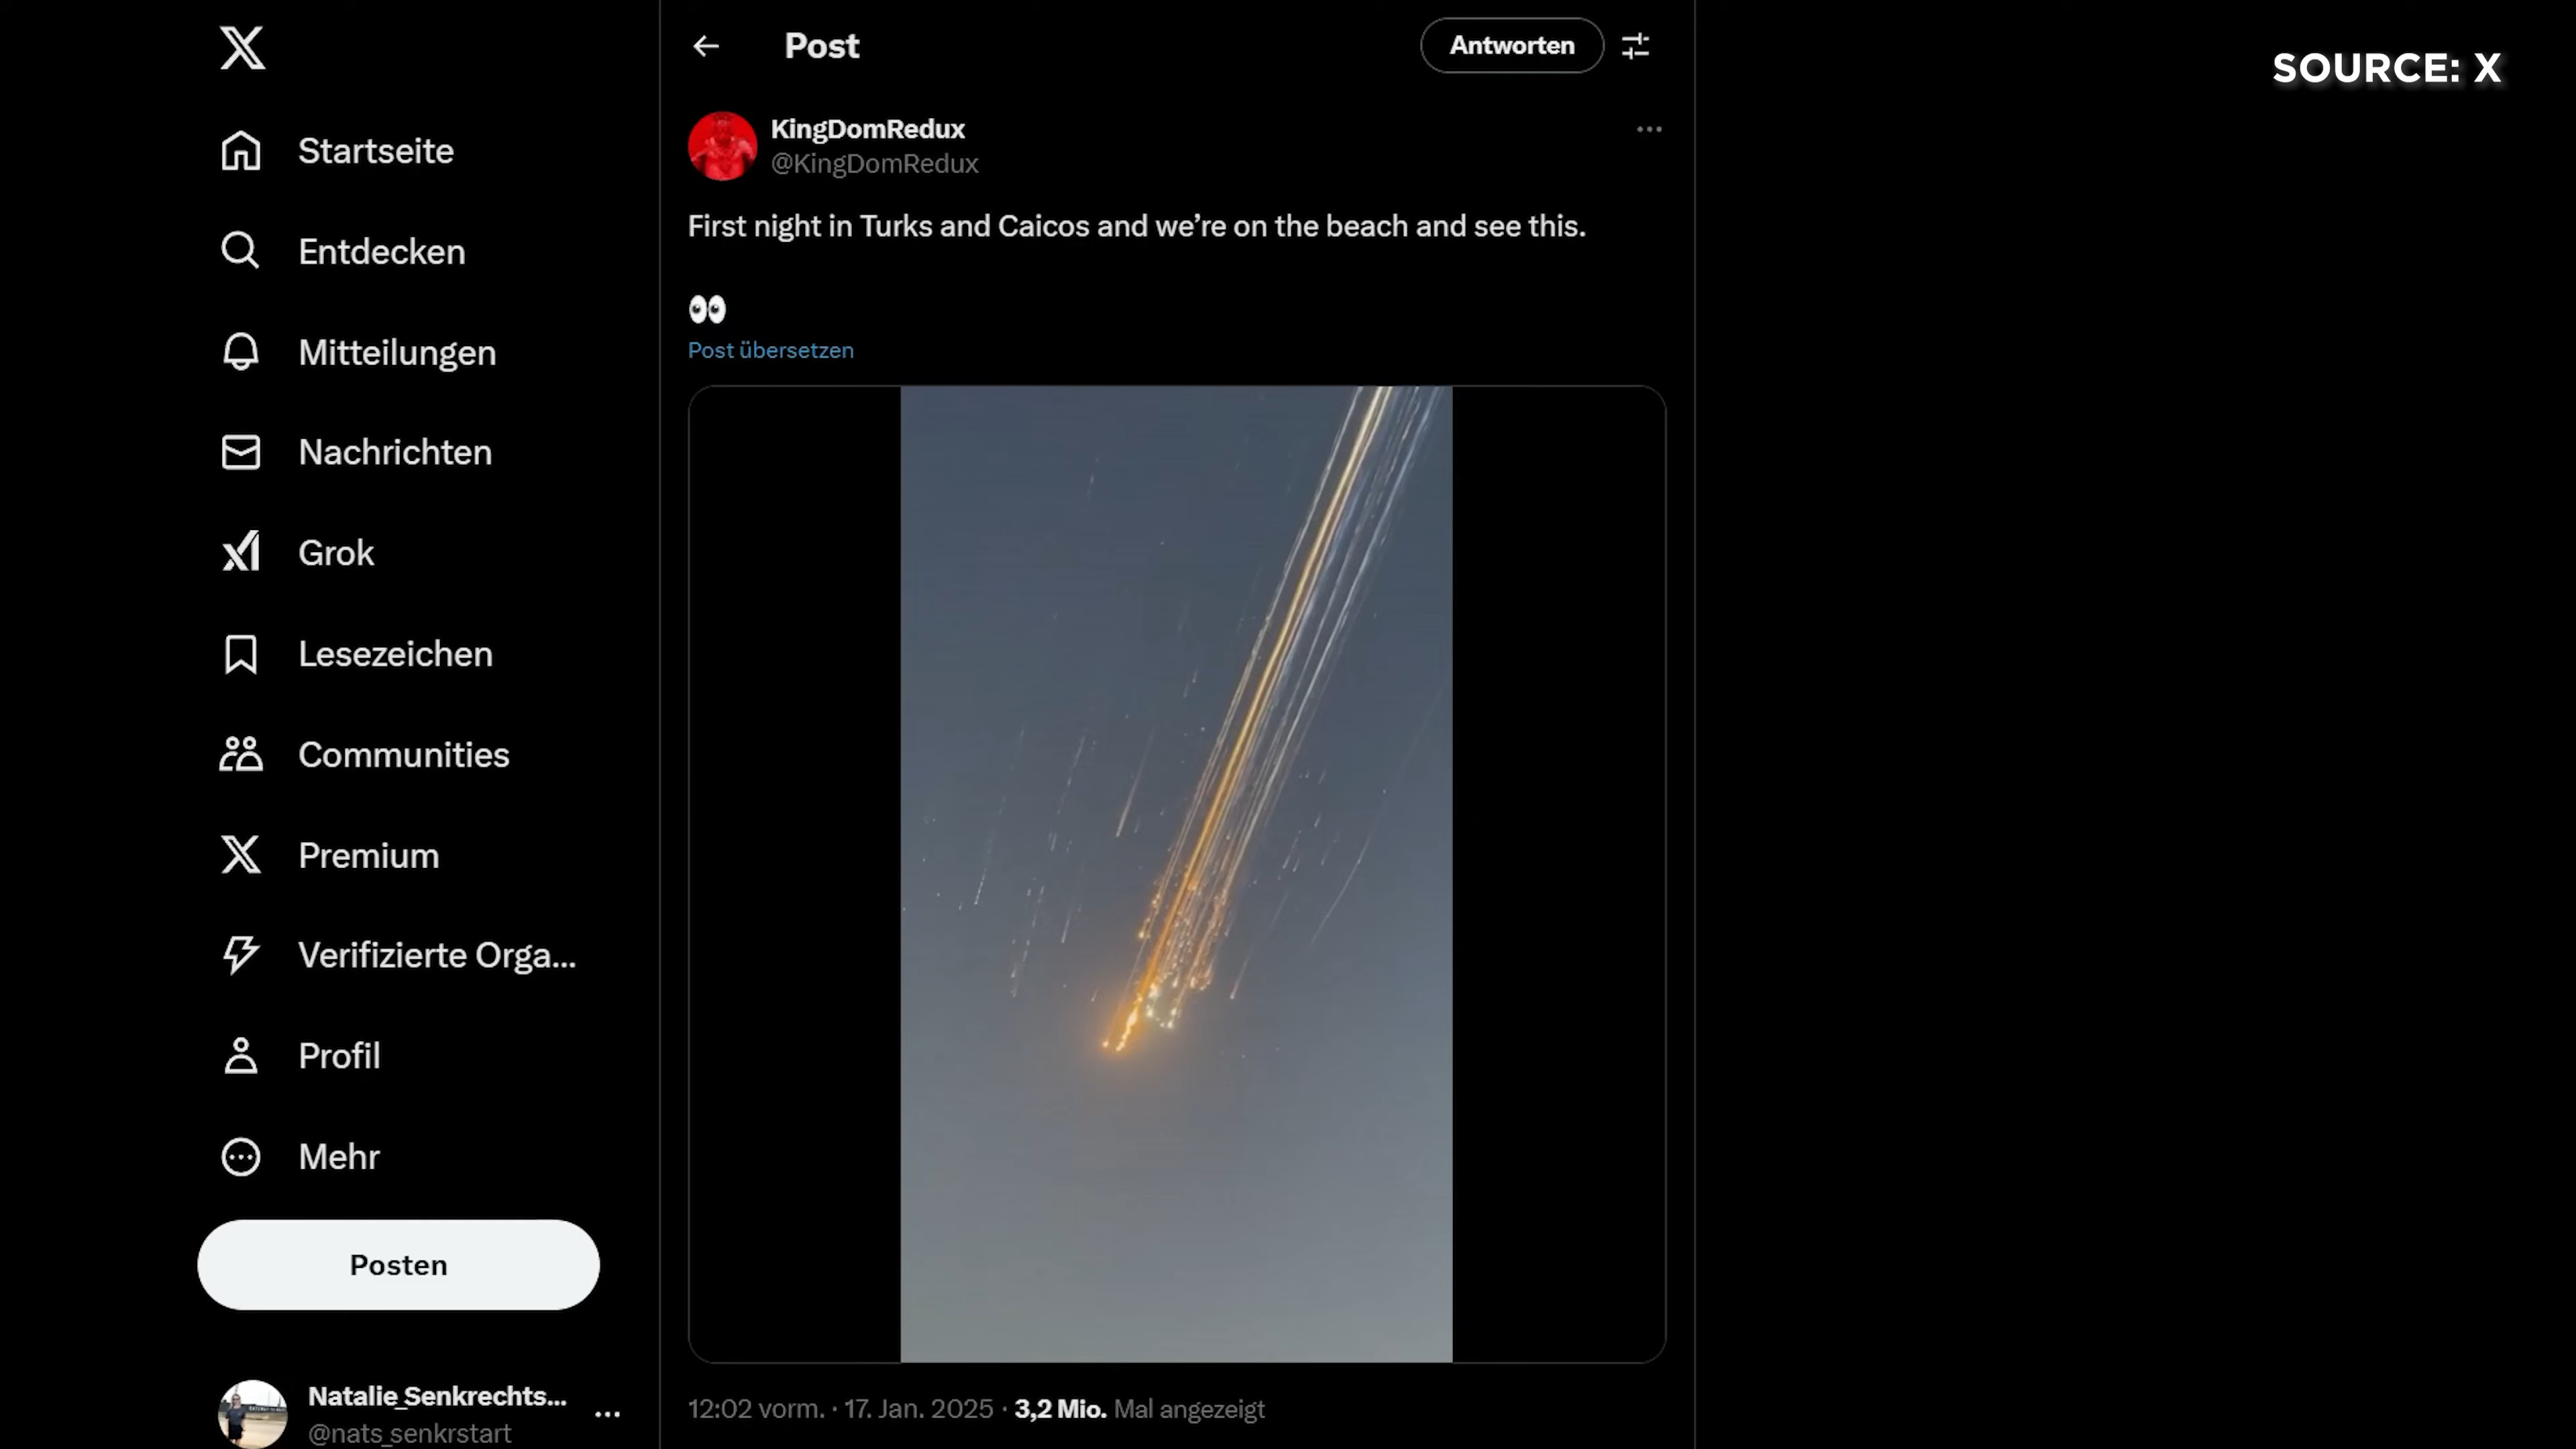 Post
Antworten
SOURCE: X
Startseite
Entdecken
Mitteilungen
Nachrichten
Grok
Lesezeichen
Communities
Premium
Verifizierte Orga...
Profil
Mehr
Posten
Natalie_Senkrechts...
@nats_senkrstart
KingDomRedux
@KingDomRedux
First night in Turks and Caicos and we’re on the beach and see this.
👀
Post übersetzen
12:02 vorm. · 17. Jan. 2025 · 3,2 Mio. Mal angezeigt